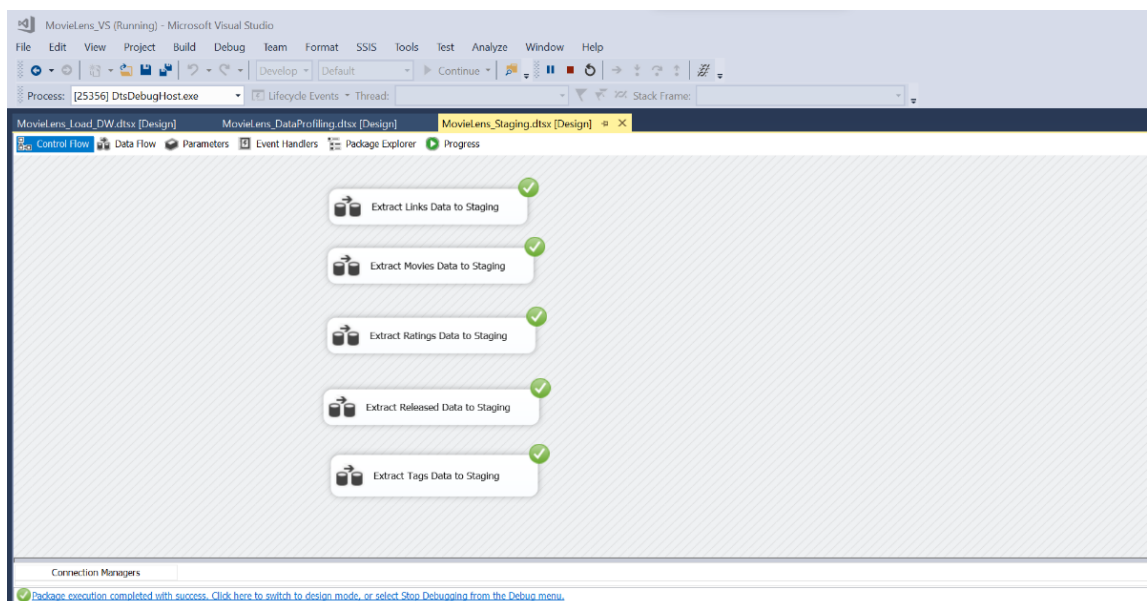 MovieLens_VS (Running) - Microsoft Visual Studio
File Edit View Project Build Debug Team Format SSIS Tools Test Analyze Window Help
Develop Default Continue
Process: [25356] DtsDebugHost.exe Lifecycle Events Thread: Stack Frame:
MovieLens_Load_DW.dtsx [Design] MovieLens_DataProfiling.dtsx [Design] MovieLens_Staging.dtsx [Design]
Control Flow Data Flow Parameters Event Handlers Package Explorer Progress
Extract Links Data to Staging
Extract Movies Data to Staging
Extract Ratings Data to Staging
Extract Released Data to Staging
Extract Tags Data to Staging
Connection Managers
Package execution completed with success. Click here to switch to design mode, or select Stop Debugging from the Debug menu.